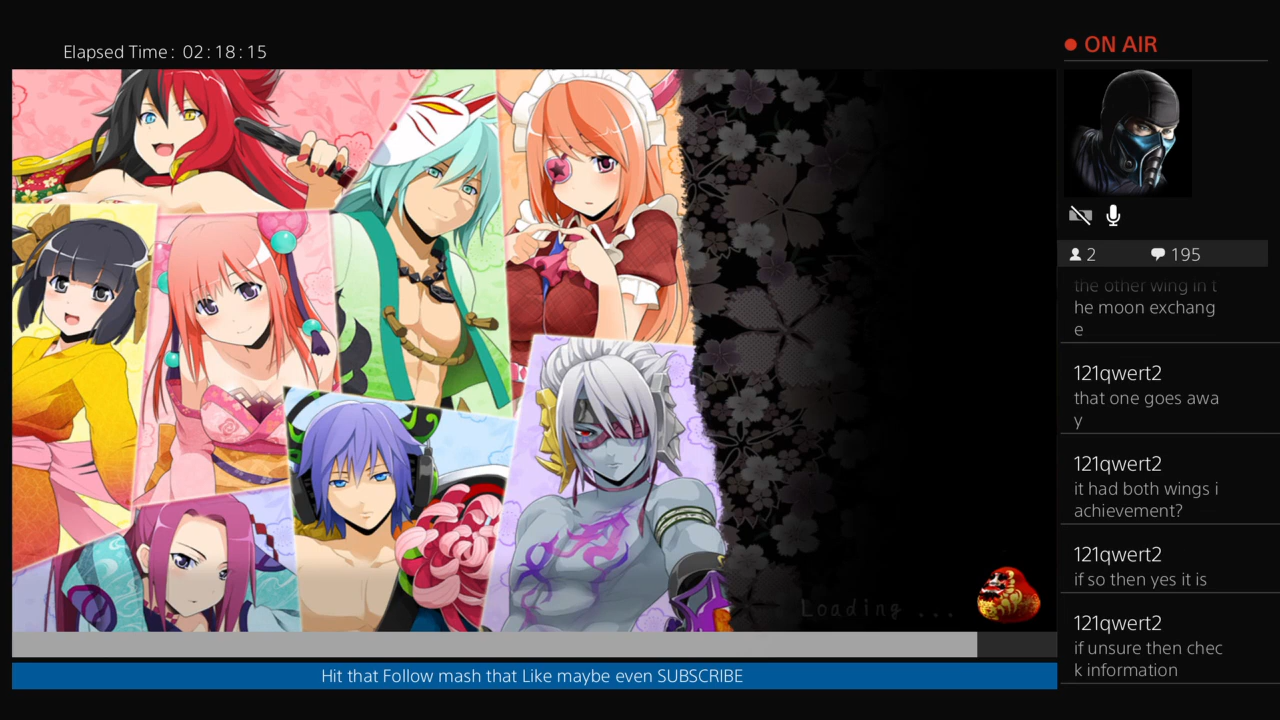 Elapsed Time: 02:18:15
ON AIR
2
195
the other wing in t
he moon exchang
e
121qwert2
that one goes awa
y
121qwert2
it had both wings i
achievement?
121qwert2
if so then yes it is
121qwert2
if unsure then chec
k information
Loading ...
Hit that Follow mash that Like maybe even SUBSCRIBE